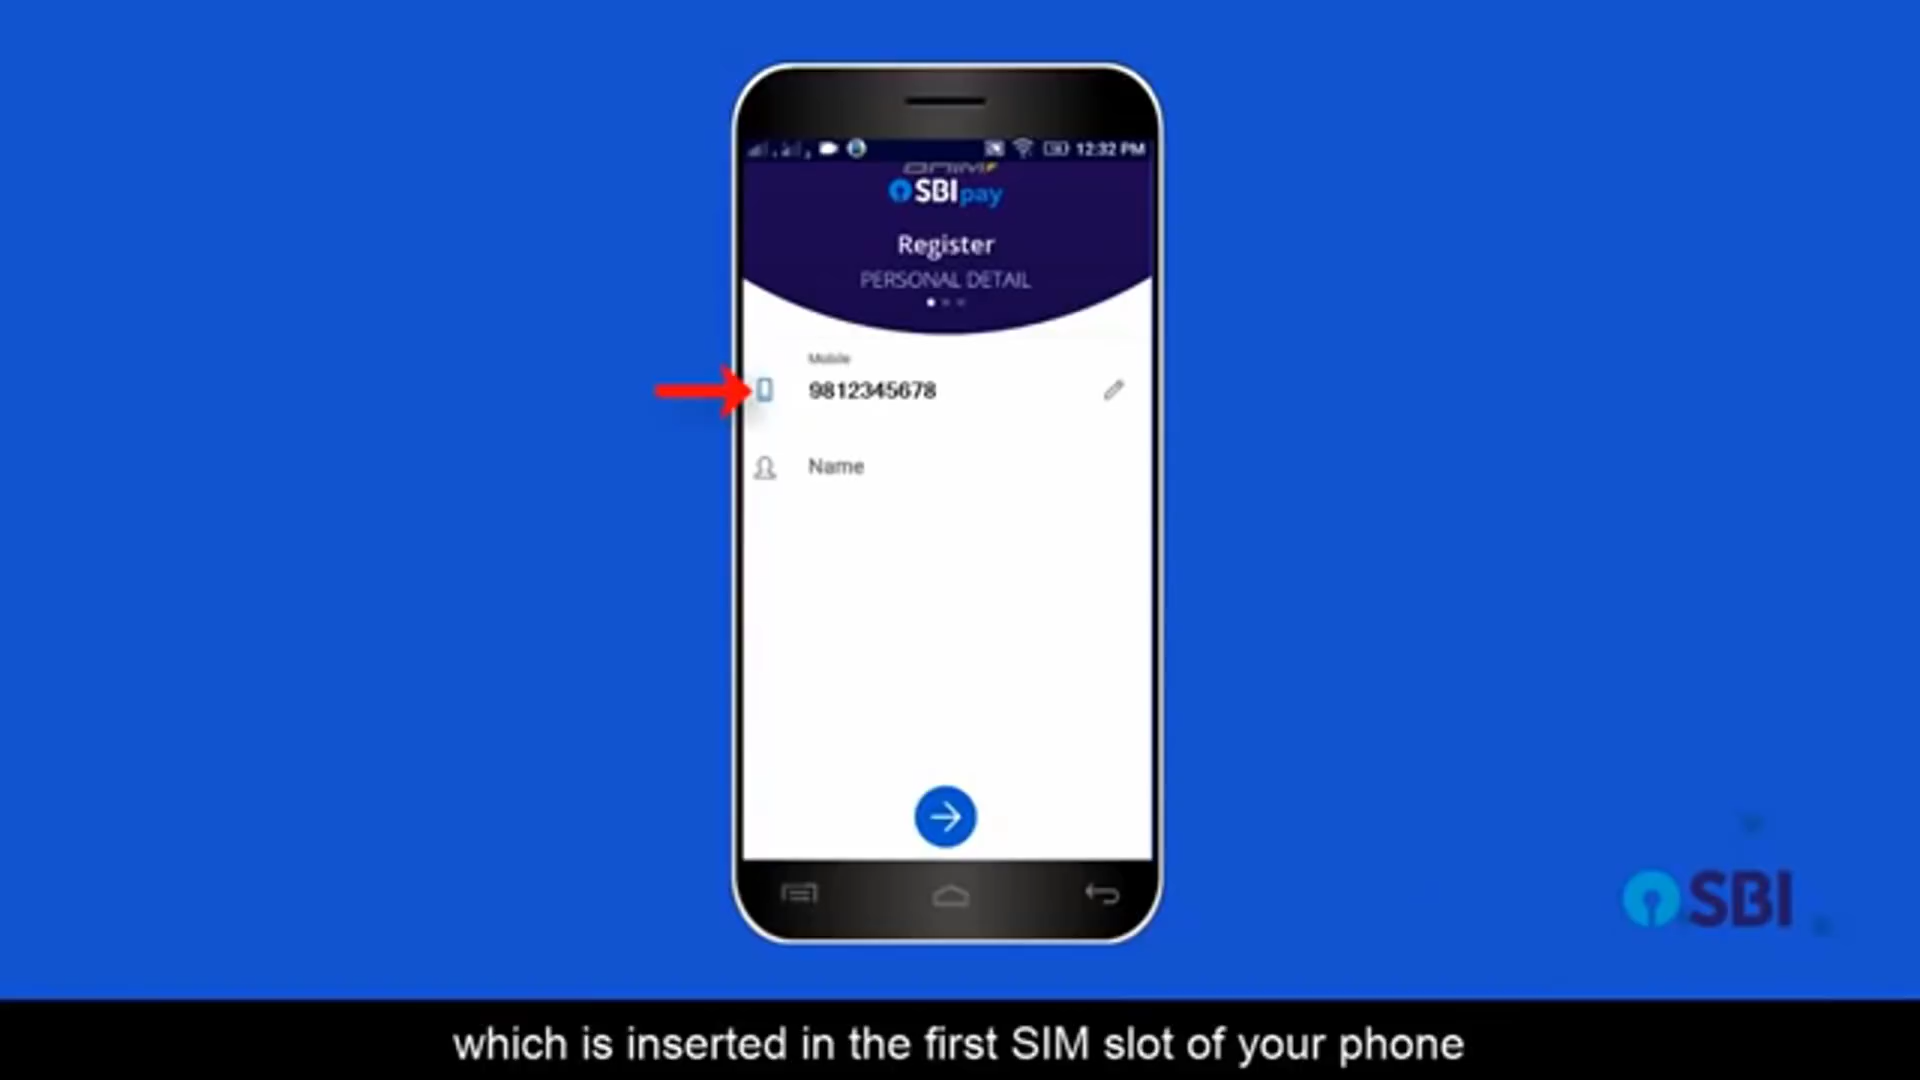 12:32 PM
SBI pay
Register
PERSONAL DETAIL
Mobile
9812345678
Name
SBI
which is inserted in the first SIM slot of your phone